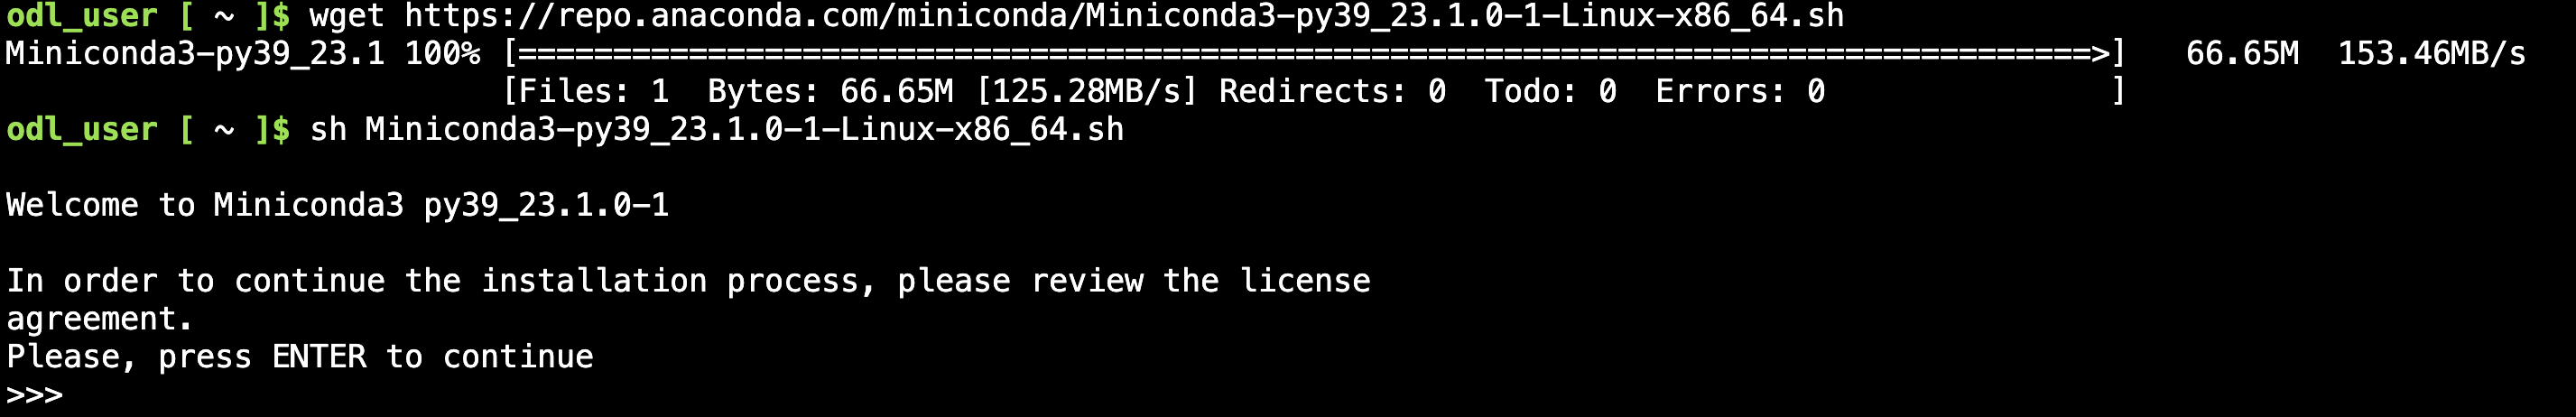 odl_user [ ~ ]$ wget https://repo.anaconda.com/miniconda/Miniconda3-py39_23.1.0-1-Linux-x86_64.sh
Miniconda3-py39_23.1 100% [===================================================================================>]   66.65M  153.46MB/s
[Files: 1  Bytes: 66.65M [125.28MB/s] Redirects: 0  Todo: 0  Errors: 0               ]
odl_user [ ~ ]$ sh Miniconda3-py39_23.1.0-1-Linux-x86_64.sh
Welcome to Miniconda3 py39_23.1.0-1
In order to continue the installation process, please review the license
agreement.
Please, press ENTER to continue
>>>